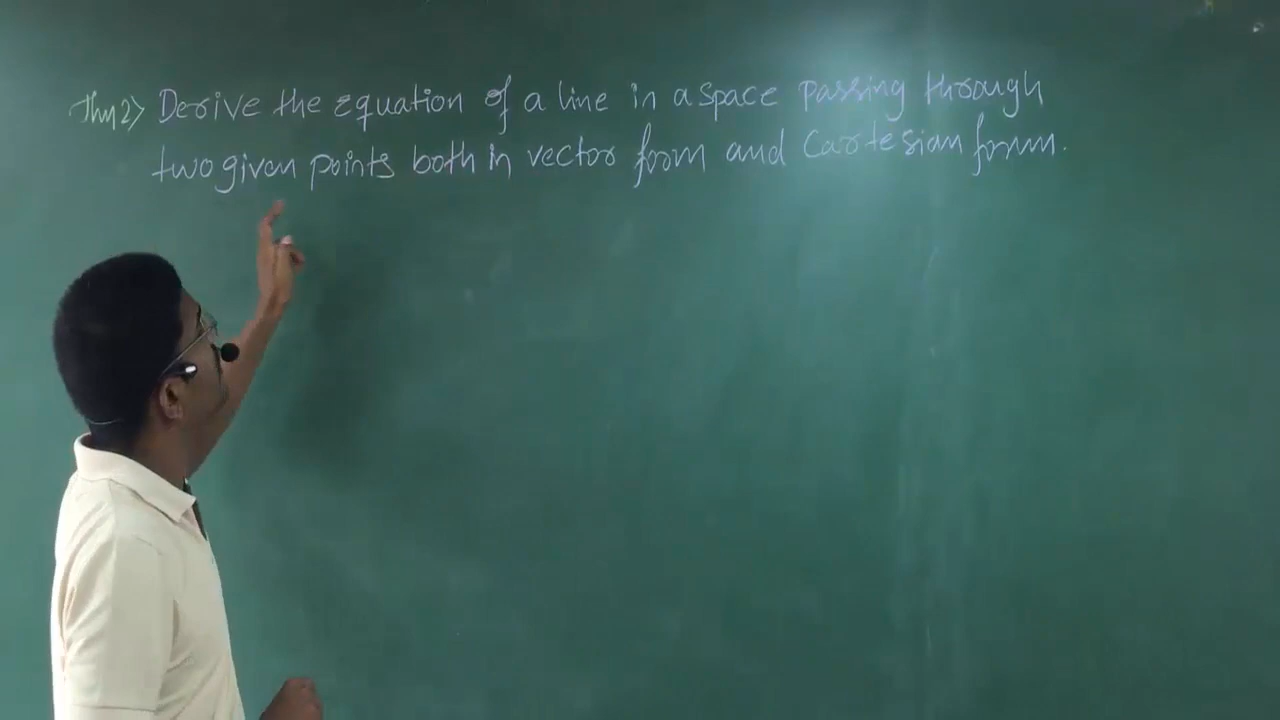 Thm 2> Derive the equation of a line in a space passing through
two given points both in vector form and Cartesian form.